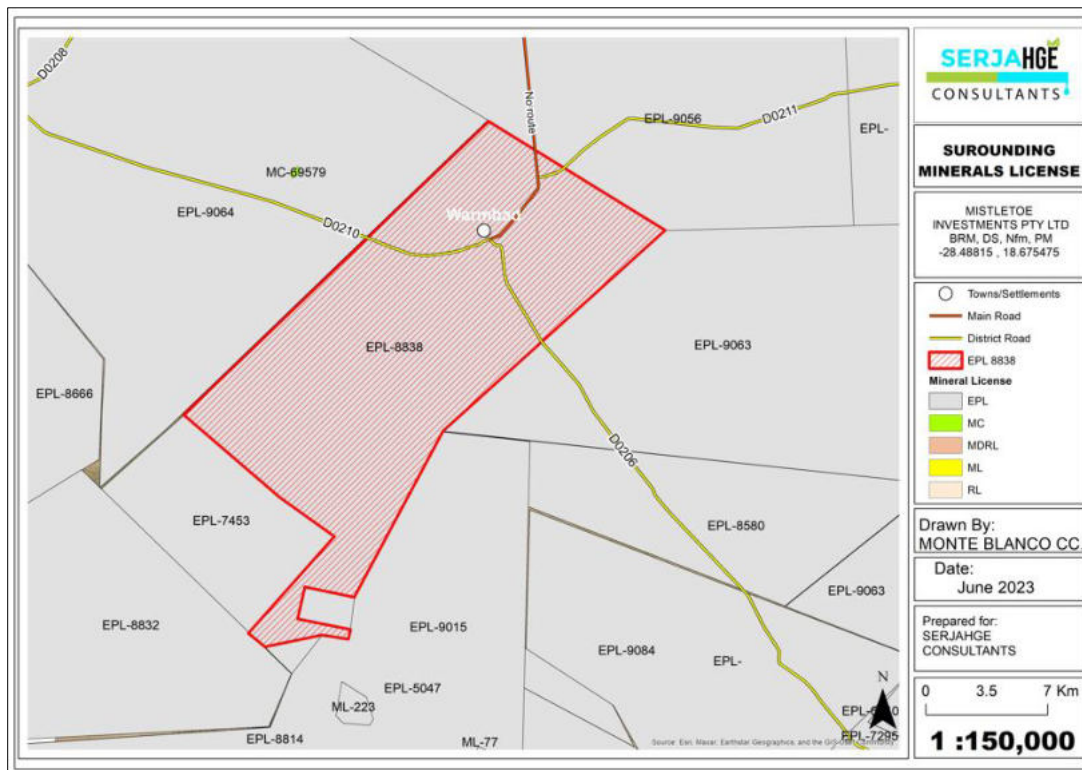 D0208
No route
EPL-9056
D0211
EPL-
MC-69579
EPL-9064
D0210
Warmbad
EPL-8838
EPL-9063
EPL-8666
D0206
EPL-7453
EPL-8580
EPL-9063
EPL-8832
EPL-9015
EPL-9084
EPL-
EPL-5047
ML-223
EPL-8814
ML-77
EPL-7295
N
Source: Esri, Maxar, Earthstar Geographics, and the GIS User Community
SERJAHGE
CONSULTANTS
SUROUNDING
MINERALS LICENSE
MISTLETOE
INVESTMENTS PTY LTD
BRM, DS, Nfm, PM
-28.48815 , 18.675475
Towns/Settlements
Main Road
District Road
EPL 8838
Mineral License
EPL
MC
MDRL
ML
RL
Drawn By:
MONTE BLANCO CC
Date:
June 2023
Prepared for:
SERJAHGE
CONSULTANTS
0 3.5 7 Km
1 :150,000